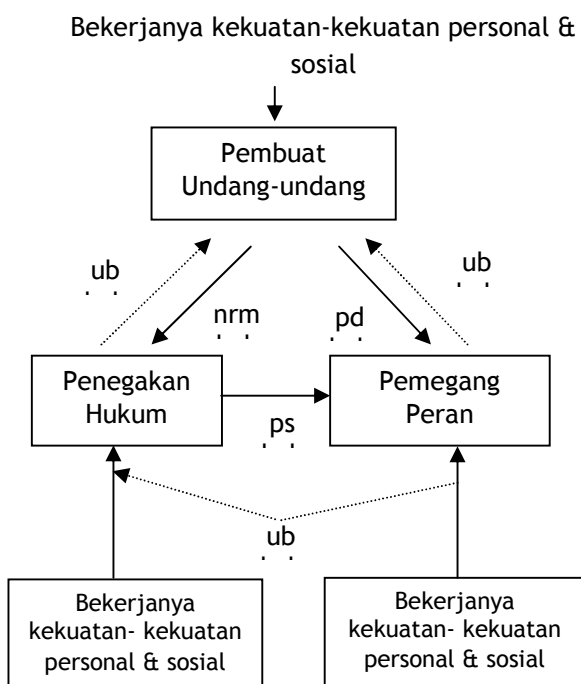 Bekerjanya kekuatan-kekuatan personal &
sosial
Pembuat
Undang-undang
ub
ub
nrm
pd
Penegakan
Hukum
Pemegang
Peran
ps
ub
Bekerjanya
kekuatan- kekuatan
personal & sosial
Bekerjanya
kekuatan- kekuatan
personal & sosial